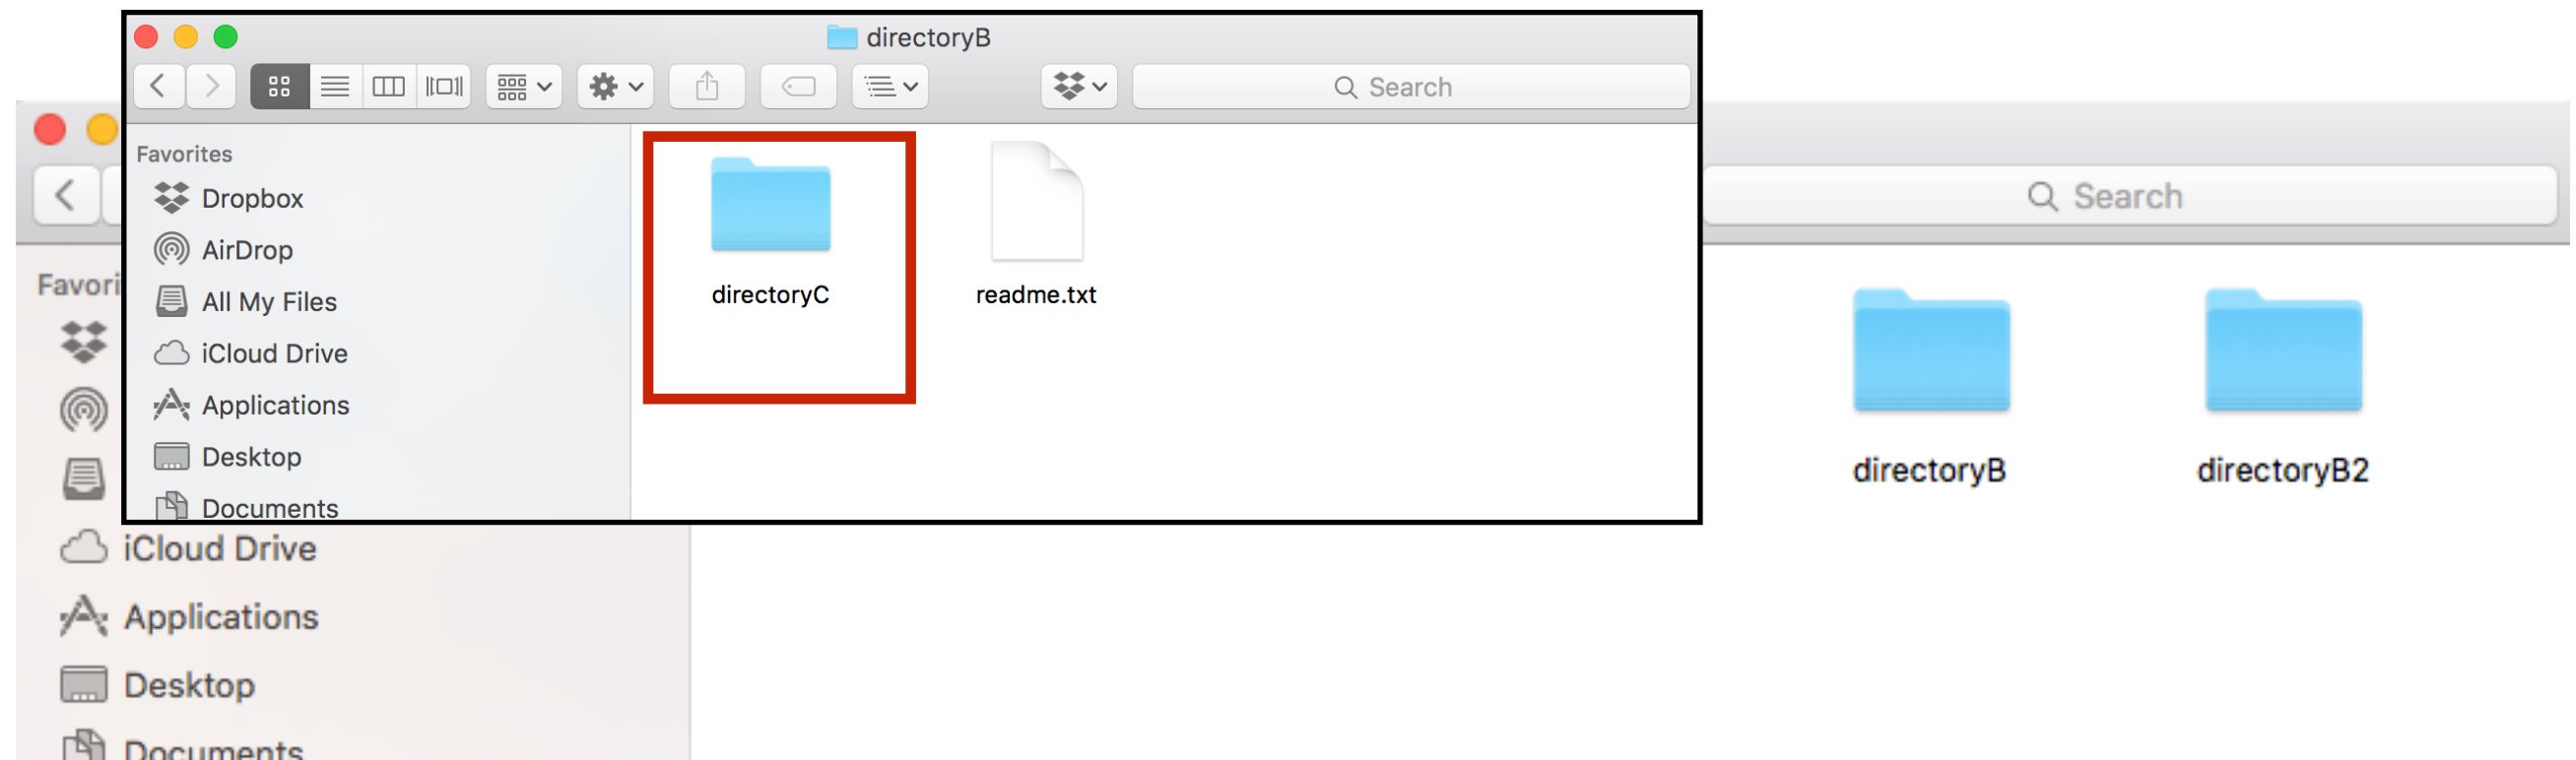 directoryB
Search
Favorites
Dropbox
AirDrop
All My Files
iCloud Drive
Applications
Desktop
Documents
directoryC
readme.txt
Search
Favori
iCloud Drive
Applications
Desktop
Documents
directoryB
directoryB2